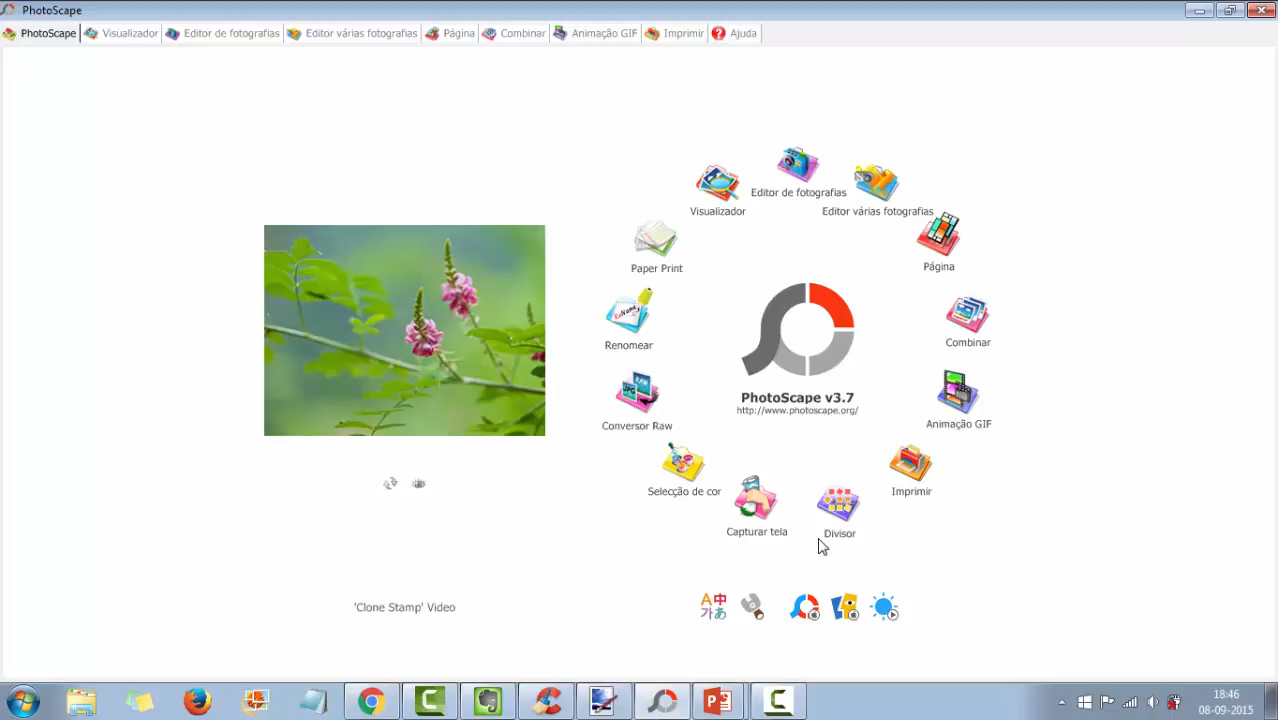 PhotoScape
PhotoScape Visualizador Editor de fotografias Editor várias fotografias Página Combinar Animação GIF Imprimir Ajuda
Editor de fotografias
Visualizador
Editor várias fotografias
Paper Print
Página
ReName
Renomear
Combinar
RAW
JPG
PhotoScape v3.7
http://www.photoscape.org/
Conversor Raw
Animação GIF
Selecção de cor
Imprimir
Capturar tela
Divisor
A中
가あ
'Clone Stamp' Video
18:46
08-09-2015